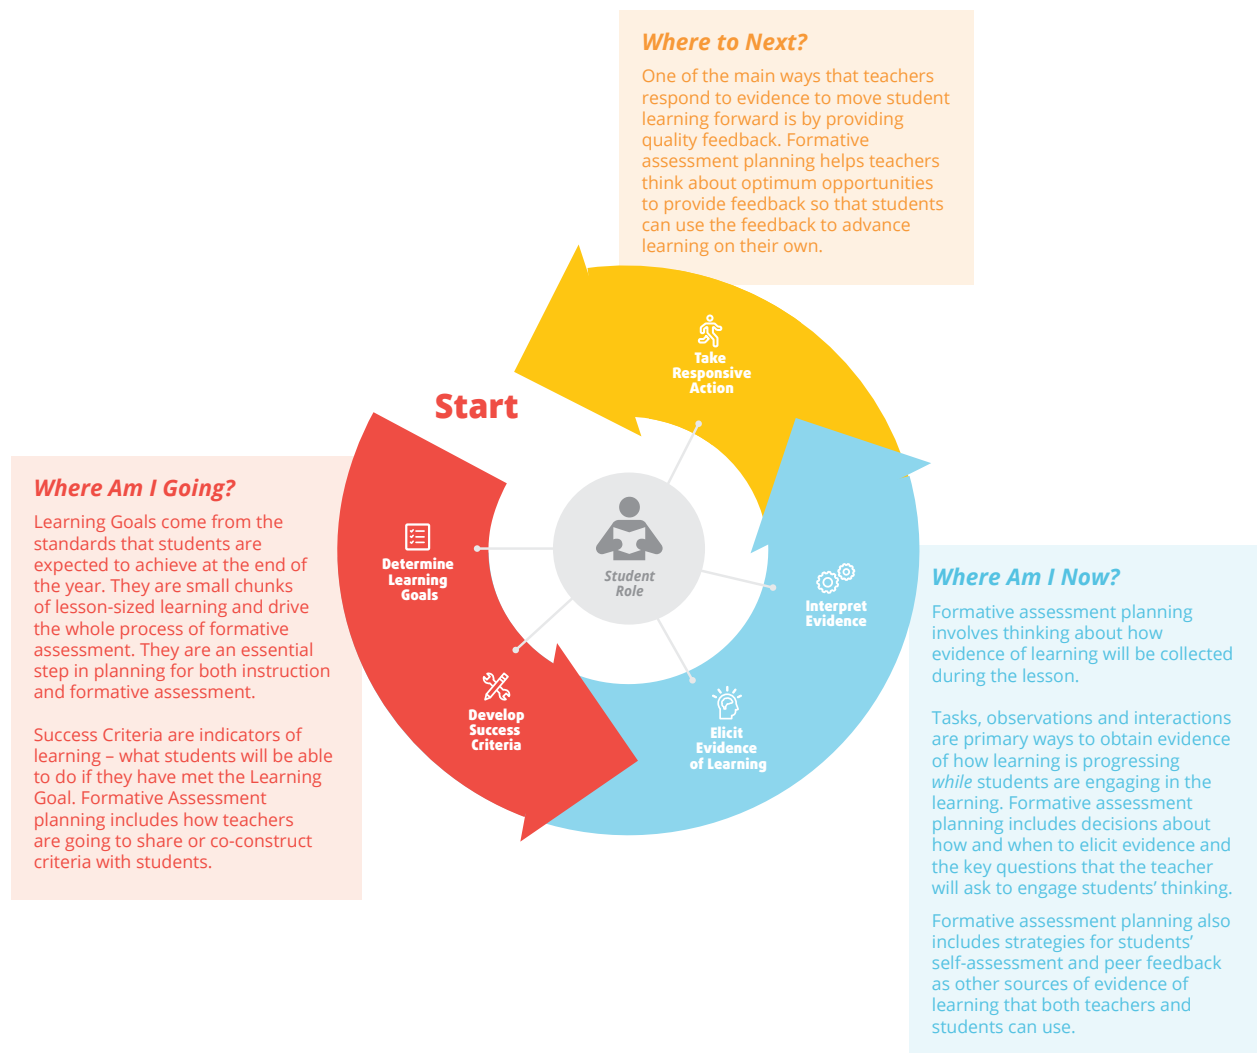 Where to Next?
One of the main ways that teachers
respond to evidence to move student
learning forward is by providing
quality feedback. Formative
assessment planning helps teachers
think about optimum opportunities
to provide feedback so that students
can use the feedback to advance
learning on their own.
Take
Responsive
Action
Start
Where Am I Going?
Learning Goals come from the
standards that students are
expected to achieve at the end of
the year. They are small chunks
of lesson-sized learning and drive
the whole process of formative
assessment. They are an essential
step in planning for both instruction
and formative assessment.
Success Criteria are indicators of
learning – what students will be able
to do if they have met the Learning
Goal. Formative Assessment
planning includes how teachers
are going to share or co-construct
criteria with students.
Determine
Learning
Goals
Student
Role
Develop
Success
Criteria
Elicit
Evidence
of Learning
Interpret
Evidence
Where Am I Now?
Formative assessment planning
involves thinking about how
evidence of learning will be collected
during the lesson.
Tasks, observations and interactions
are primary ways to obtain evidence
of how learning is progressing
while students are engaging in the
learning. Formative assessment
planning includes decisions about
how and when to elicit evidence and
the key questions that the teacher
will ask to engage students’ thinking.
Formative assessment planning also
includes strategies for students’
self-assessment and peer feedback
as other sources of evidence of
learning that both teachers and
students can use.